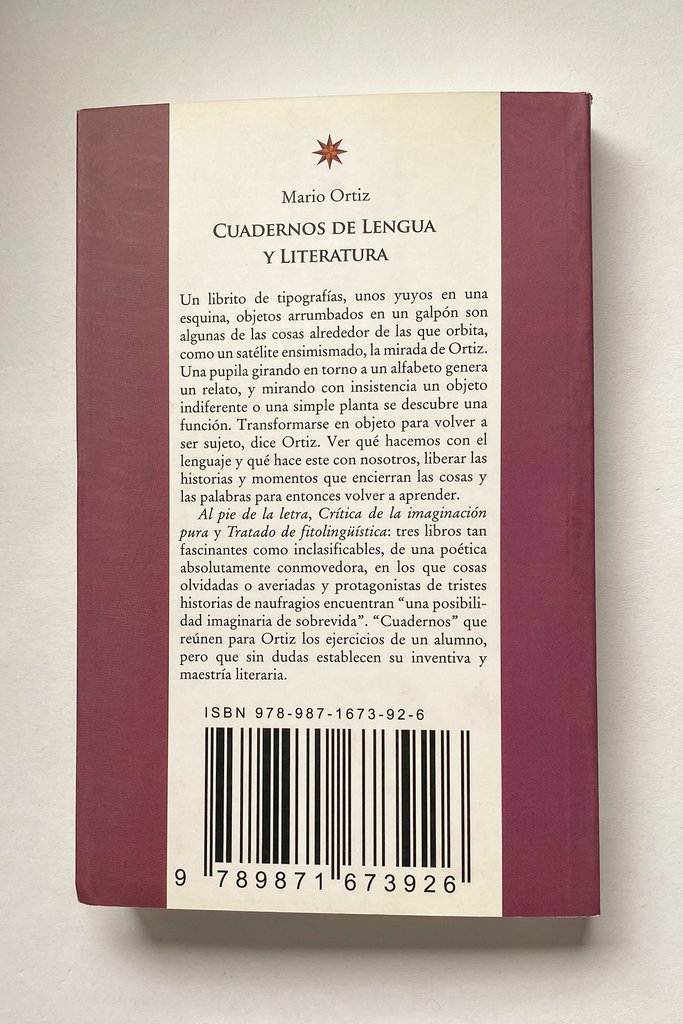 Mario Ortiz
CUADERNOS DE LENGUA
Y LITERATURA
Un librito de tipografías, unos yuyos en una
esquina, objetos arrumbados en un galpón son
algunas de las cosas alrededor de las que orbita,
como un satélite ensimismado, la mirada de Ortiz.
Una pupila girando en torno a un alfabeto genera
un relato, y mirando con insistencia un objeto
indiferente o una simple planta se descubre una
función. Transformarse en objeto para volver a
ser sujeto, dice Ortiz. Ver qué hacemos con el
lenguaje y qué hace este con nosotros, liberar las
historias y momentos que encierran las cosas y
las palabras para entonces volver a aprender.
Al pie de la letra, Crítica de la imaginación
pura y Tratado de fitolingüística: tres libros tan
fascinantes como inclasificables, de una poética
absolutamente conmovedora, en los que cosas
olvidadas o averiadas y protagonistas de tristes
historias de naufragios encuentran “una posibili-
dad imaginaria de sobrevida”. “Cuadernos” que
reúnen para Ortiz los ejercicios de un alumno,
pero que sin dudas establecen su inventiva y
maestría literaria.
ISBN 978-987-1673-92-6
9 789871 673926